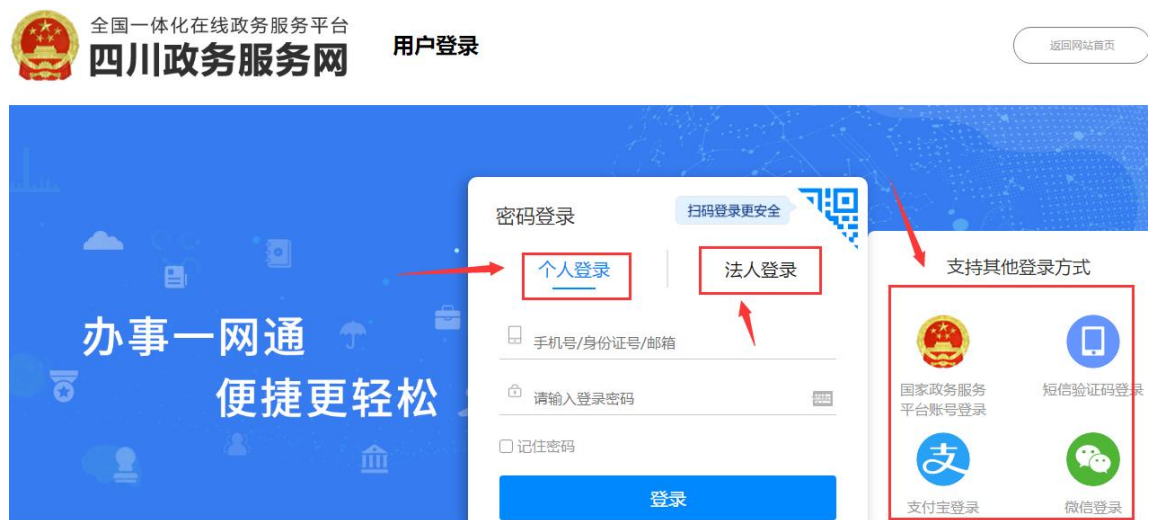 全国一体化在线政务服务平台
四川政务服务网
用户登录
返回网站首页
办事一网通
便捷更轻松
密码登录
扫码登录更安全
个人登录
法人登录
手机号/身份证号/邮箱
请输入登录密码
记住密码
登录
支持其他登录方式
国家政务服务
平台账号登录
短信验证码登录
支付宝登录
微信登录